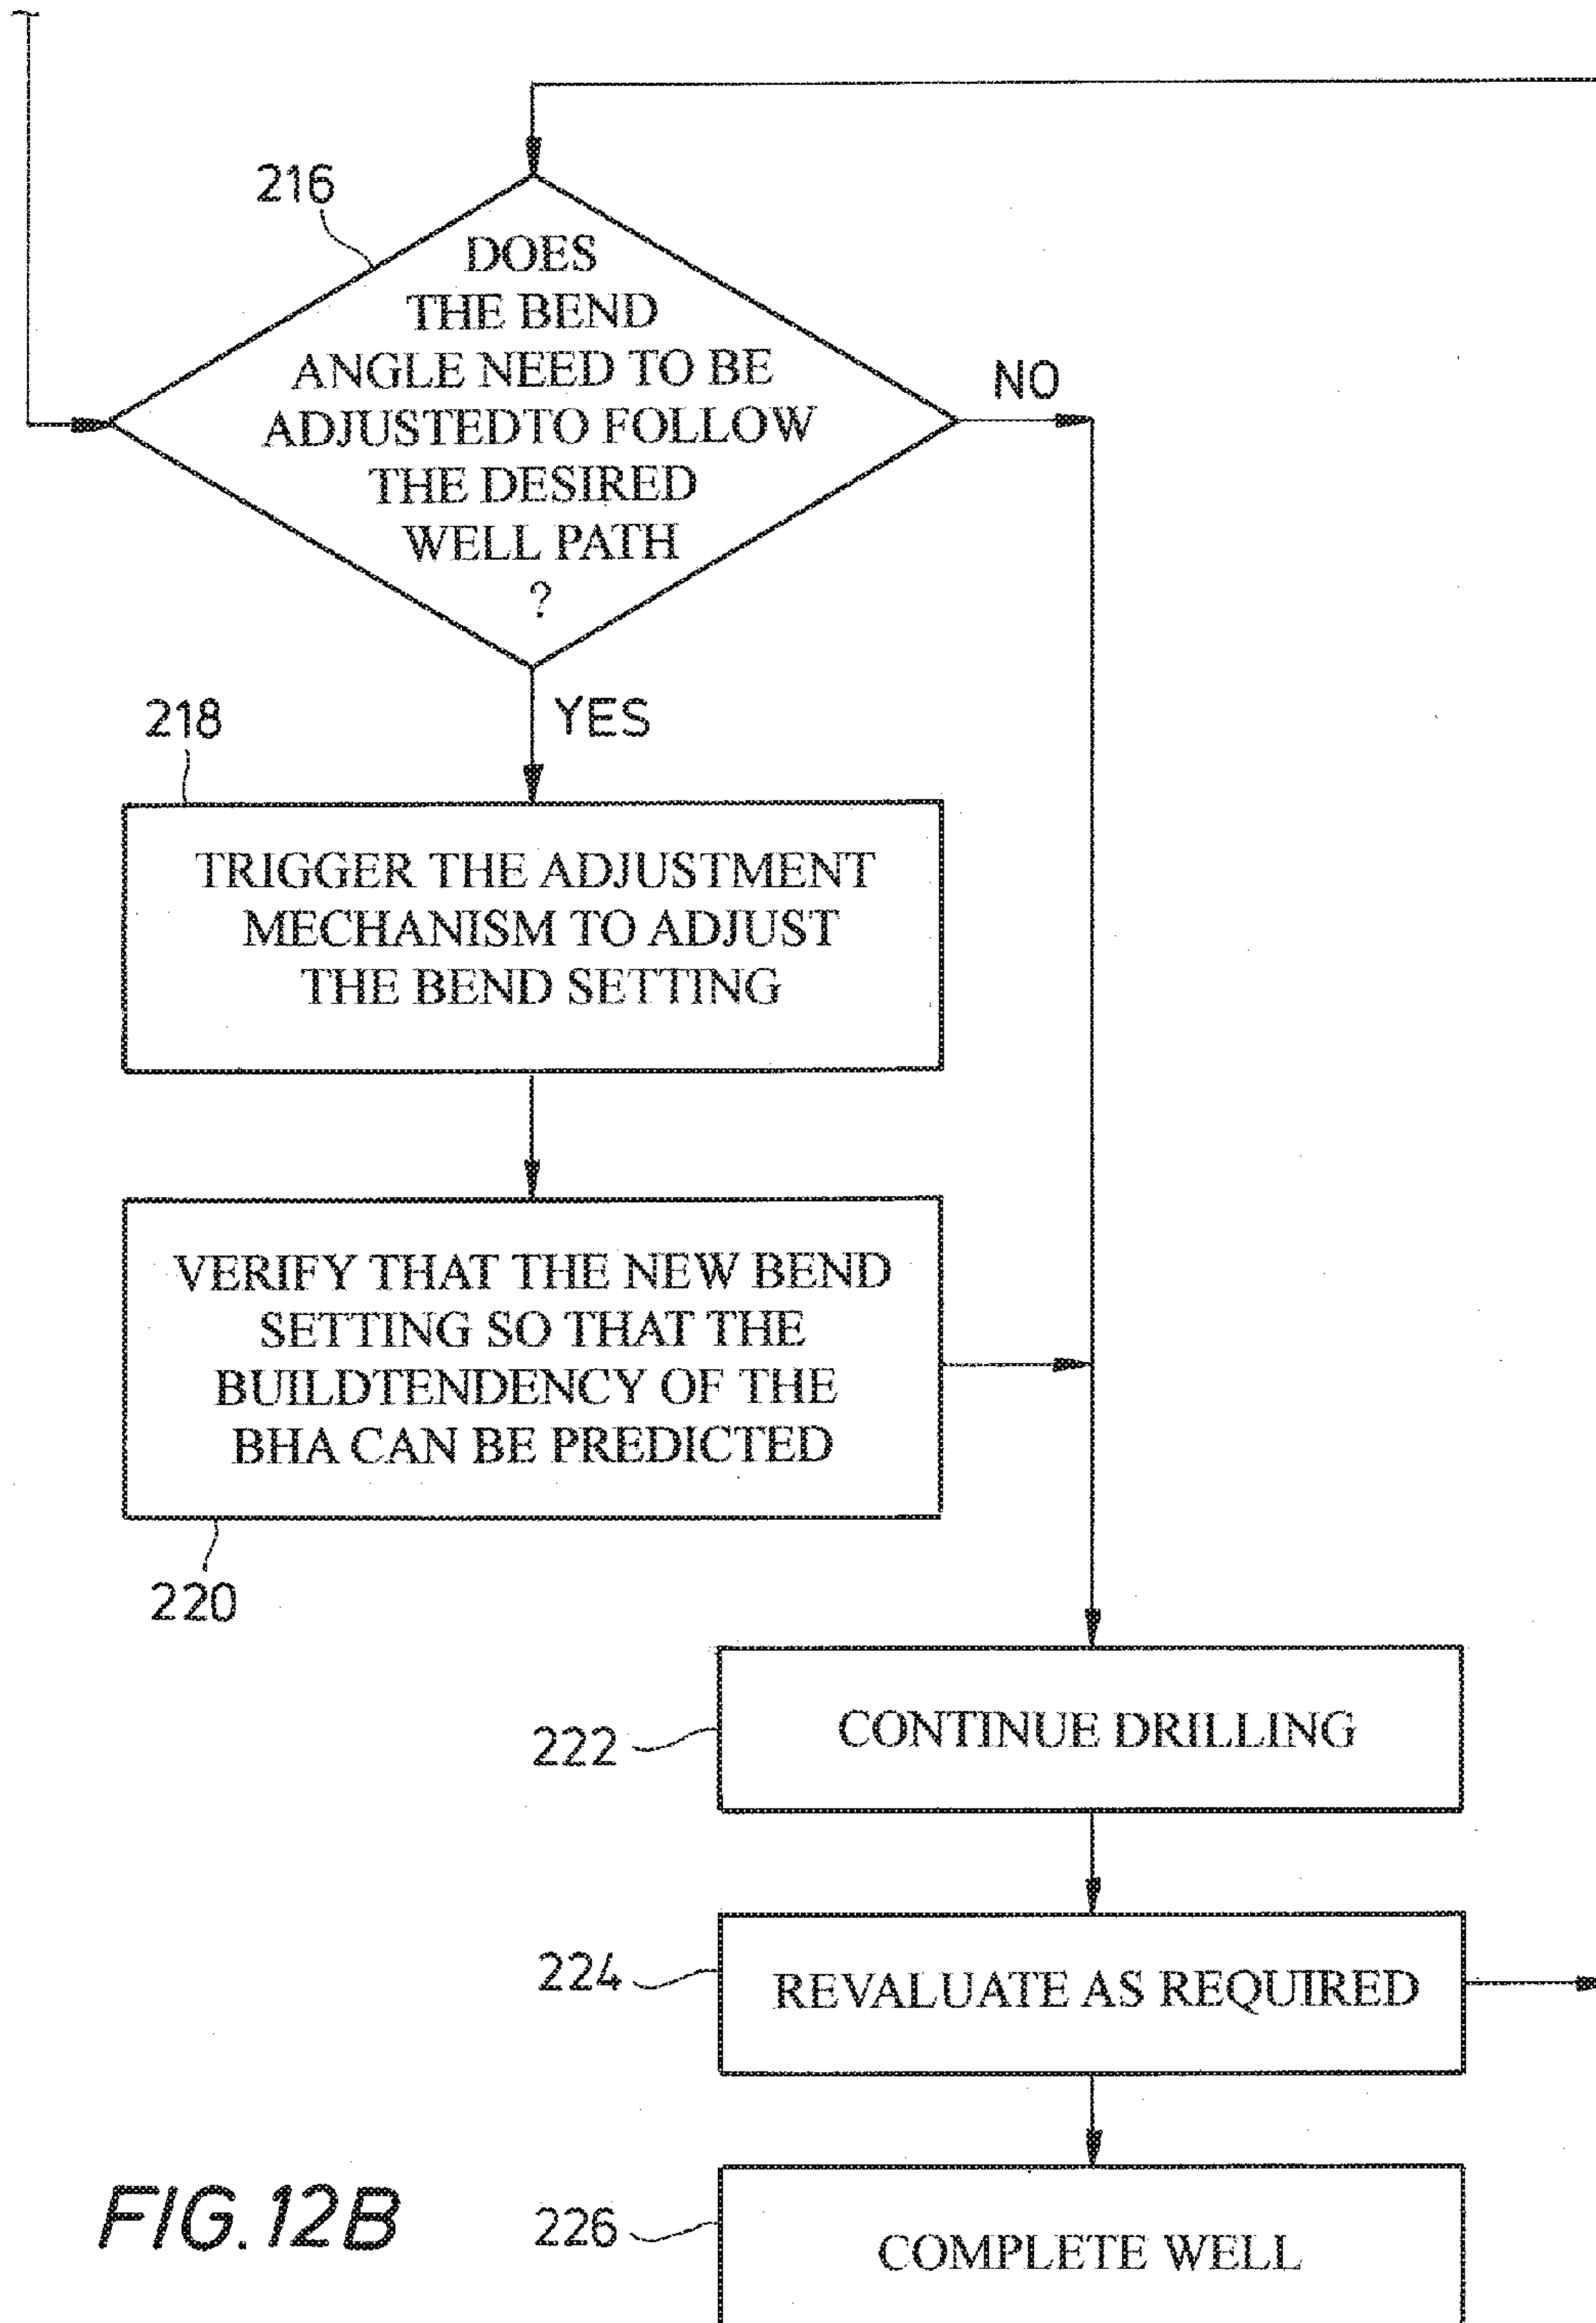 216
DOES
THE BEND
ANGLE NEED TO BE
ADJUSTEDTO FOLLOW
THE DESIRED
WELL PATH
?
NO
YES
218
TRIGGER THE ADJUSTMENT
MECHANISM TO ADJUST
THE BEND SETTING
VERIFY THAT THE NEW BEND
SETTING SO THAT THE
BUILDTENDENCY OF THE
BHA CAN BE PREDICTED
220
222
CONTINUE DRILLING
224
REVALUATE AS REQUIRED
226
COMPLETE WELL
FIG.12B